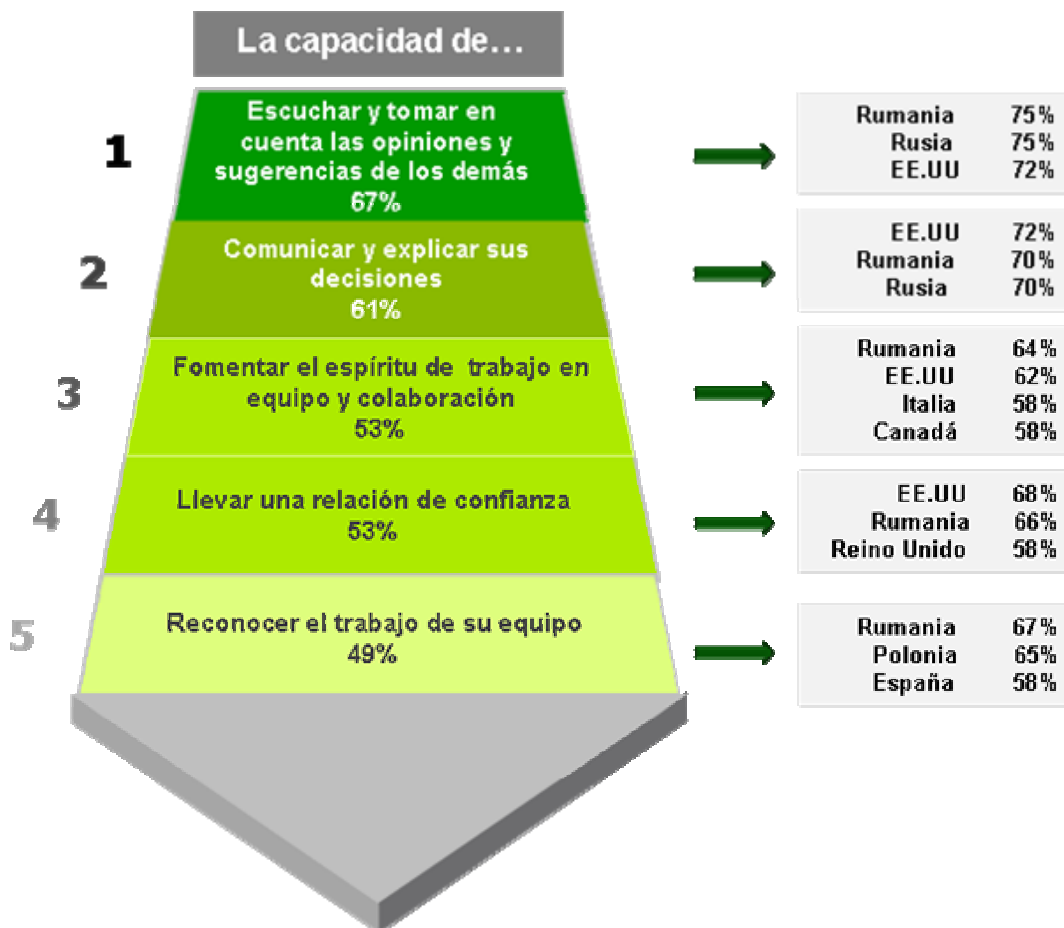 La capacidad de...
1
Escuchar y tomar en
cuenta las opiniones y
sugerencias de los demás
67%
Rumania 75%
Rusia 75%
EE.UU 72%
2
Comunicar y explicar sus
decisiones
61%
EE.UU 72%
Rumania 70%
Rusia 70%
3
Fomentar el espíritu de trabajo en
equipo y colaboración
53%
Rumania 64%
EE.UU 62%
Italia 58%
Canadá 58%
4
Llevar una relación de confianza
53%
EE.UU 68%
Rumania 66%
Reino Unido 58%
5
Reconocer el trabajo de su equipo
49%
Rumania 67%
Polonia 65%
España 58%